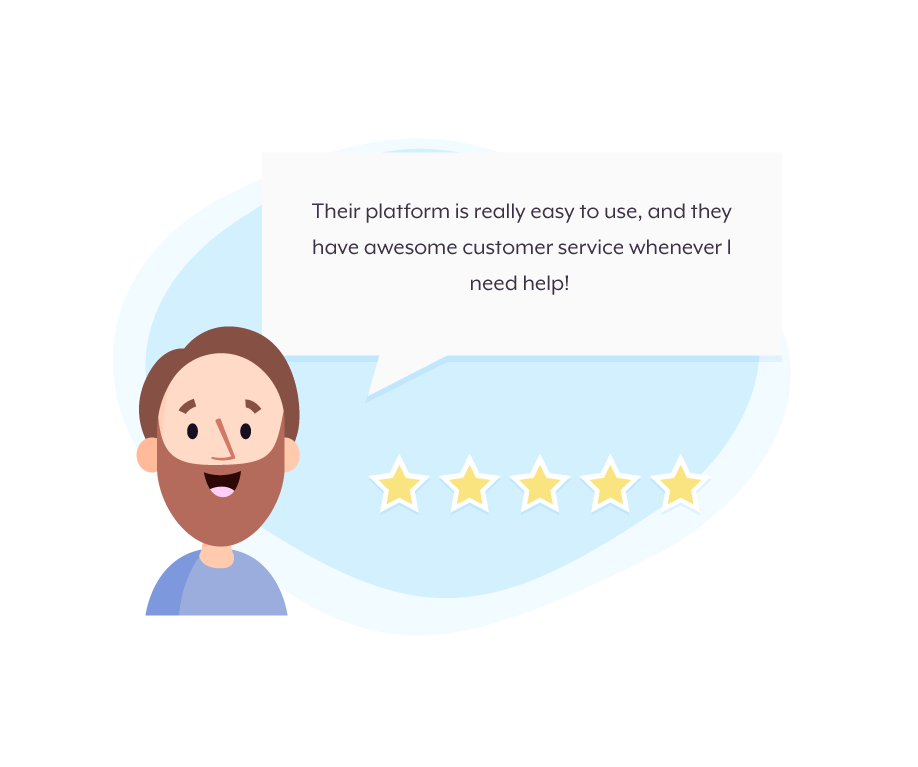 Their platform is really easy to use, and they
have awesome customer service whenever I
need help!